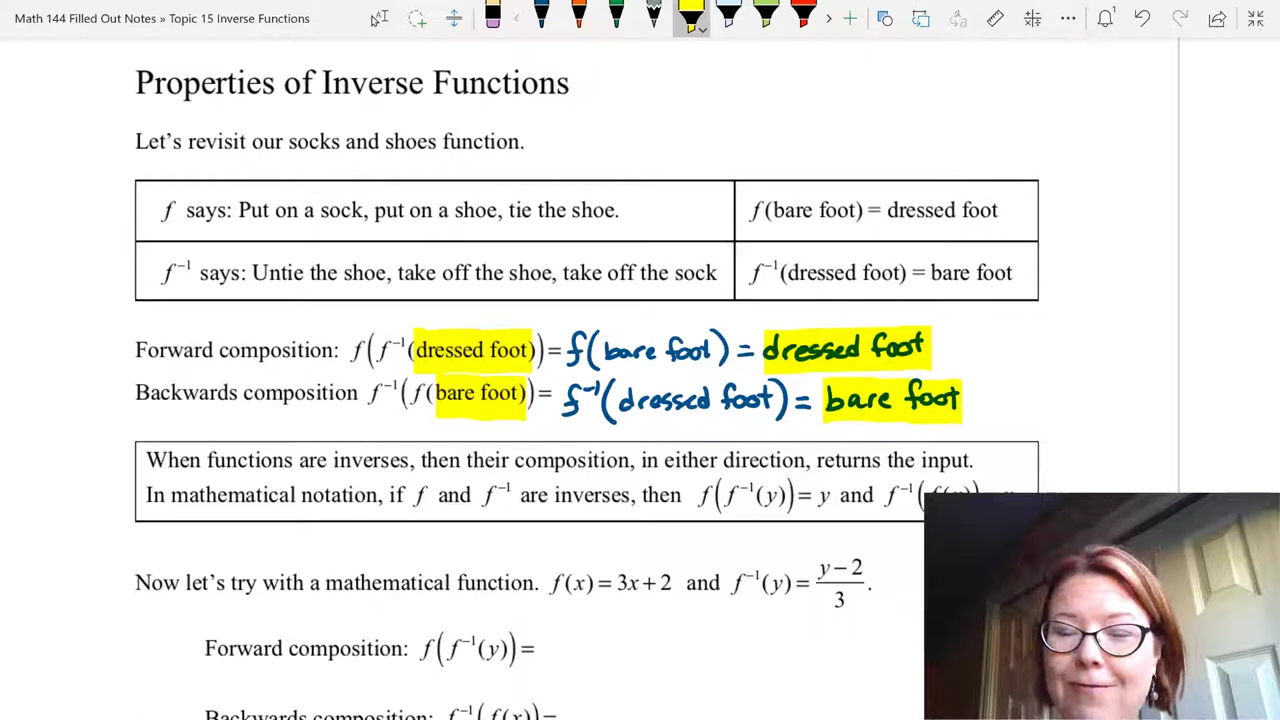 Math 144 Filled Out Notes » Topic 15 Inverse Functions
Properties of Inverse Functions
Let's revisit our socks and shoes function.
f says: Put on a sock, put on a shoe, tie the shoe. f(bare foot) = dressed foot
f⁻¹ says: Untie the shoe, take off the shoe, take off the sock f⁻¹(dressed foot) = bare foot
Forward composition: f(f⁻¹(dressed foot)) = f(bare foot) = dressed foot
Backwards composition f⁻¹(f(bare foot)) = f⁻¹(dressed foot) = bare foot
When functions are inverses, then their composition, in either direction, returns the input.
In mathematical notation, if f and f⁻¹ are inverses, then f(f⁻¹(y)) = y and f⁻¹(
Now let's try with a mathematical function. f(x) = 3x + 2 and f⁻¹(y) = (y − 2)/3.
Forward composition: f(f⁻¹(y)) =
Backwards composition: f⁻¹(f(x)) =